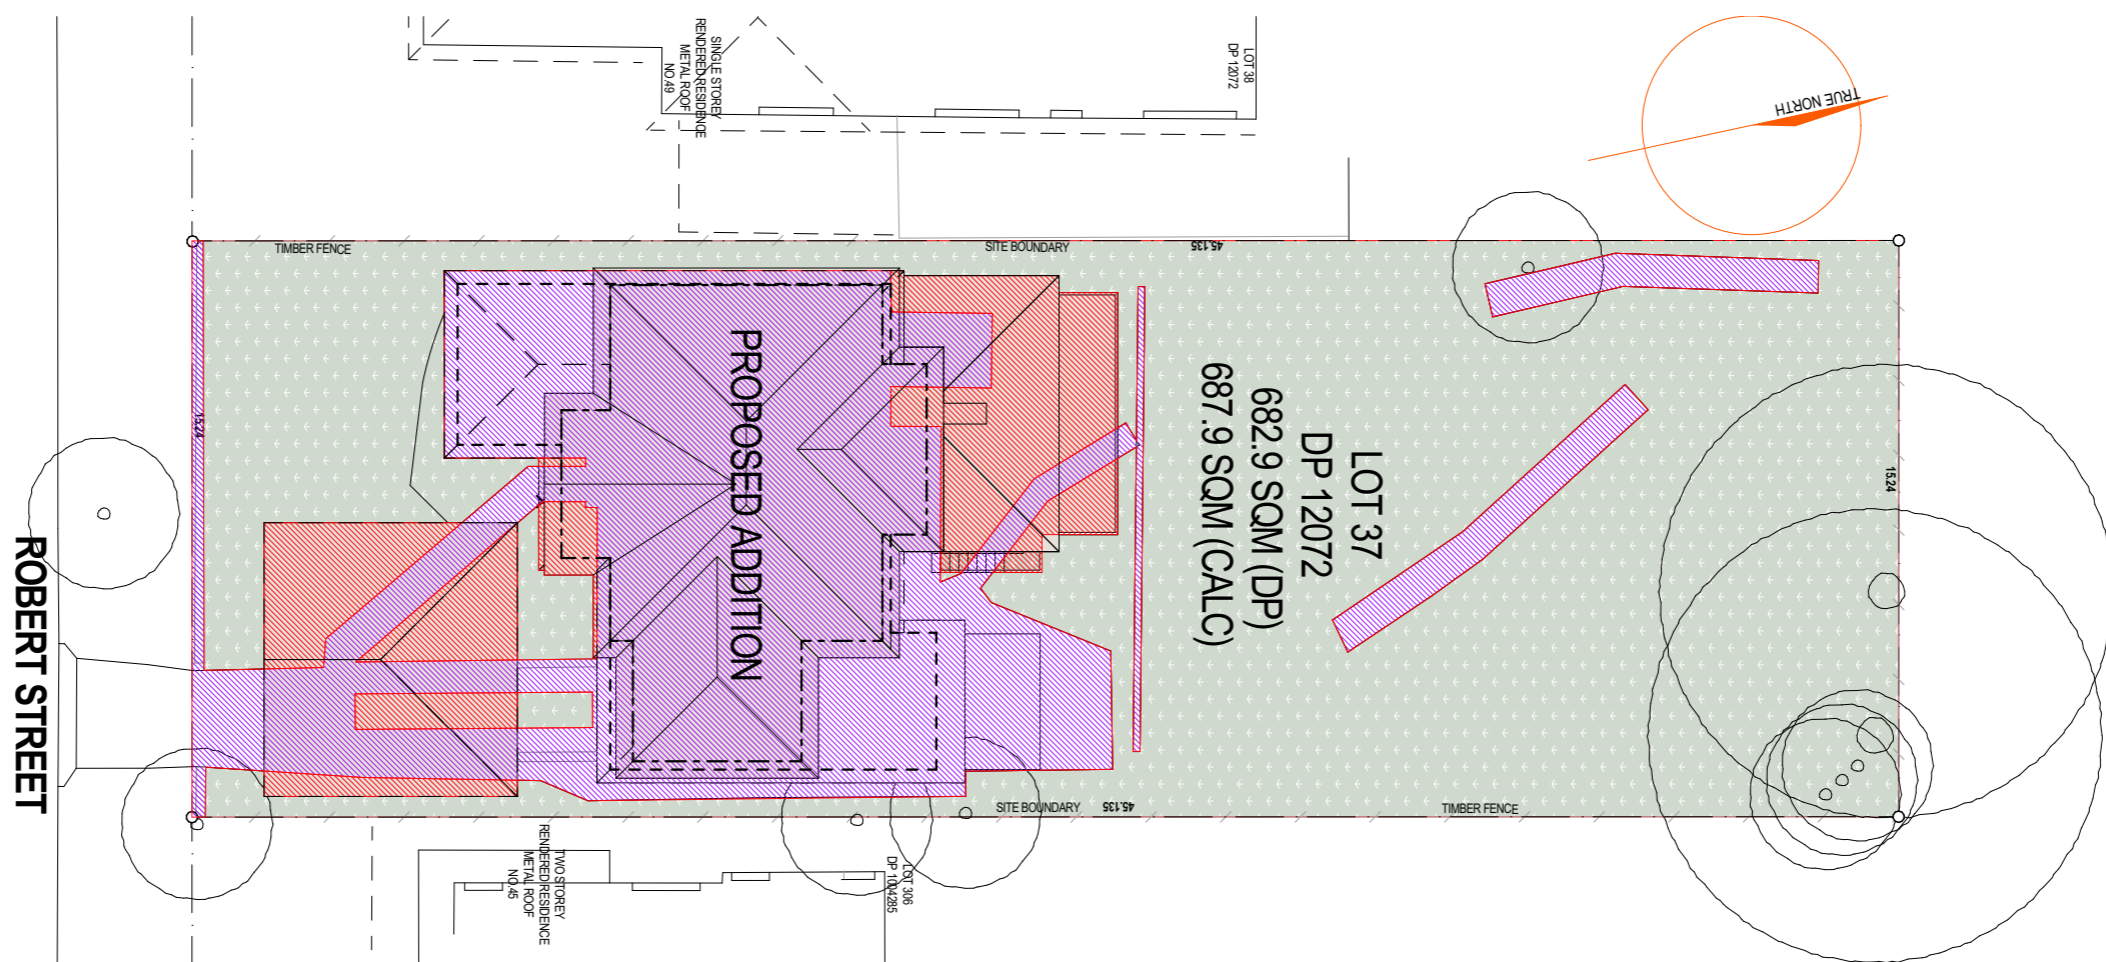 SINGLE STOREY
RENDERED RESIDENCE
METAL ROOF
NO.49
LOT 38
DP 12072
TRUE NORTH
TIMBER FENCE
SITE BOUNDARY
45.135
15.24
PROPOSED ADDITION
LOT 37
DP 12072
682.9 SQM (DP)
687.9 SQM (CALC)
15.24
ROBERT STREET
SITE BOUNDARY
45.135
TIMBER FENCE
TWO STOREY
RENDERED RESIDENCE
METAL ROOF
NO.45
LOT 306
DP 1004285